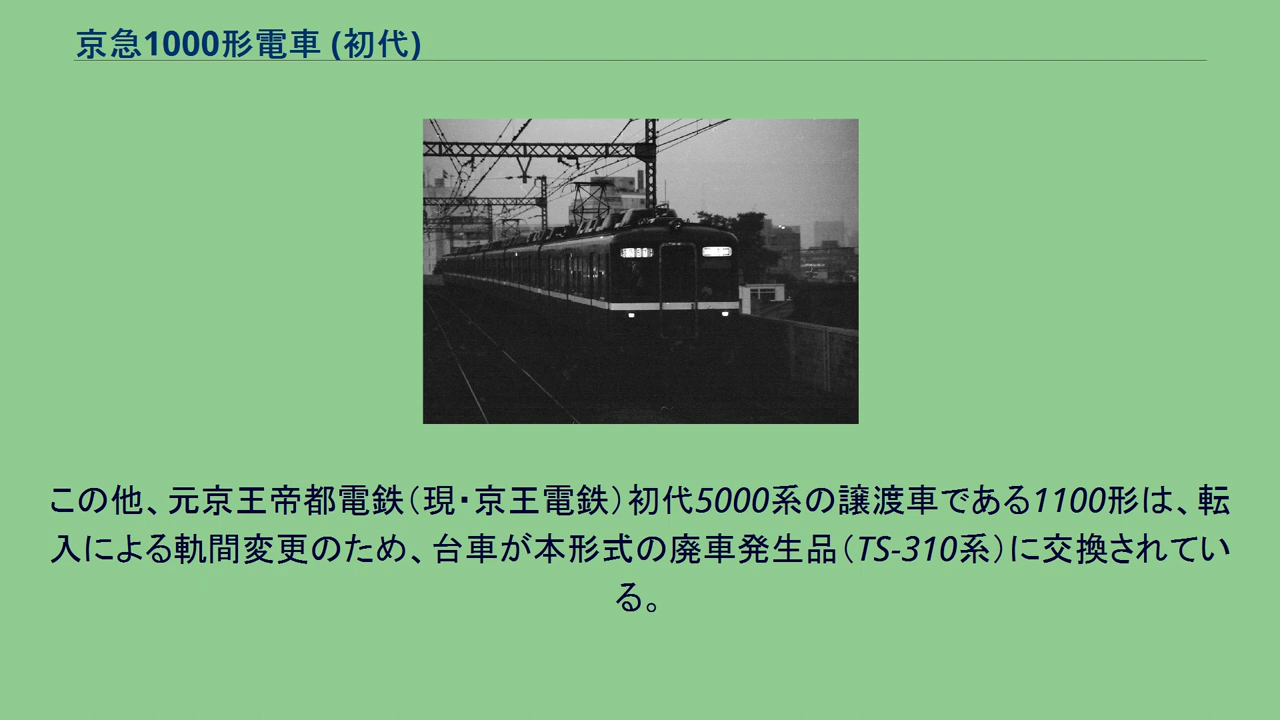 京急1000形電車 (初代)
この他、元京王帝都電鉄（現・京王電鉄）初代5000系の譲渡車である1100形は、転
入による軌間変更のため、台車が本形式の廃車発生品（TS-310系）に交換されてい
る。